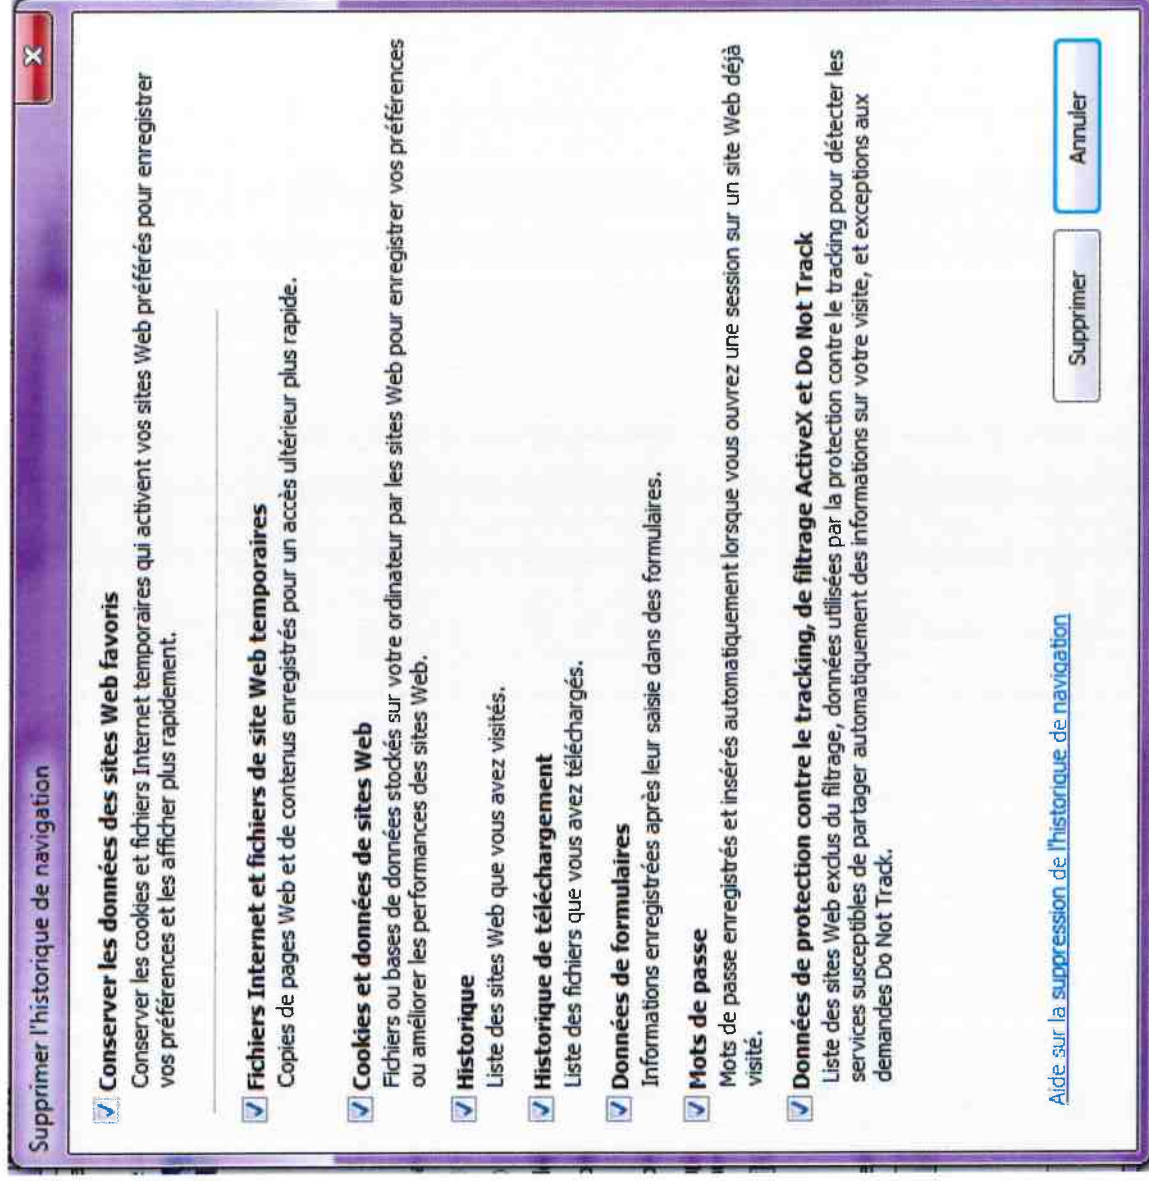 Supprimer l'historique de navigation
Conserver les données des sites Web favoris
Conserver les cookies et fichiers Internet temporaires qui activent vos sites Web préférés pour enregistrer
vos préférences et les afficher plus rapidement.
Fichiers Internet et fichiers de site Web temporaires
Copies de pages Web et de contenus enregistrés pour un accès ultérieur plus rapide.
Cookies et données de sites Web
Fichiers ou bases de données stockés sur votre ordinateur par les sites Web pour enregistrer vos préférences
ou améliorer les performances des sites Web.
Historique
Liste des sites Web que vous avez visités.
Historique de téléchargement
Liste des fichiers que vous avez téléchargés.
Données de formulaires
Informations enregistrées après leur saisie dans des formulaires.
Mots de passe
Mots de passe enregistrés et insérés automatiquement lorsque vous ouvrez une session sur un site Web déjà
visité.
Données de protection contre le tracking, de filtrage ActiveX et Do Not Track
Liste des sites Web exclus du filtrage, données utilisées par la protection contre le tracking pour détecter les
services susceptibles de partager automatiquement des informations sur votre visite, et exceptions aux
demandes Do Not Track.
Aide sur la suppression de l'historique de navigation
Supprimer
Annuler